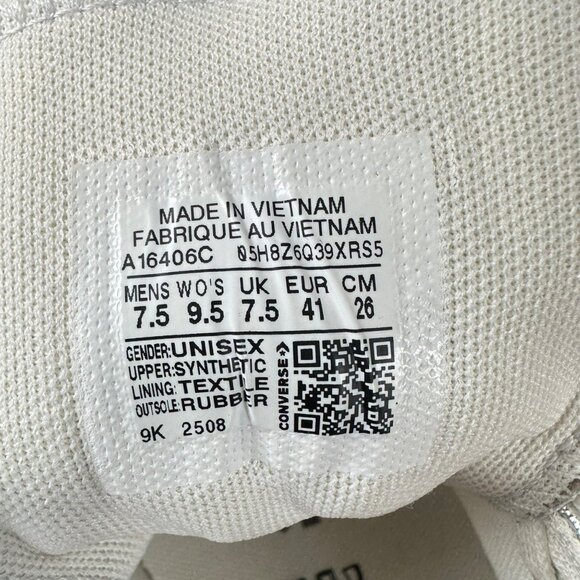 MADE IN VIETNAM
FABRIQUE AU VIETNAM
A16406C 05H8Z6Q39XRS5
MENS WO'S UK EUR CM
7.5 9.5 7.5 41 26
GENDER:UNISEX
UPPER:SYNTHETIC
LINING:TEXTILE
OUTSOLE:RUBBER
CONVERSE
9K 2508